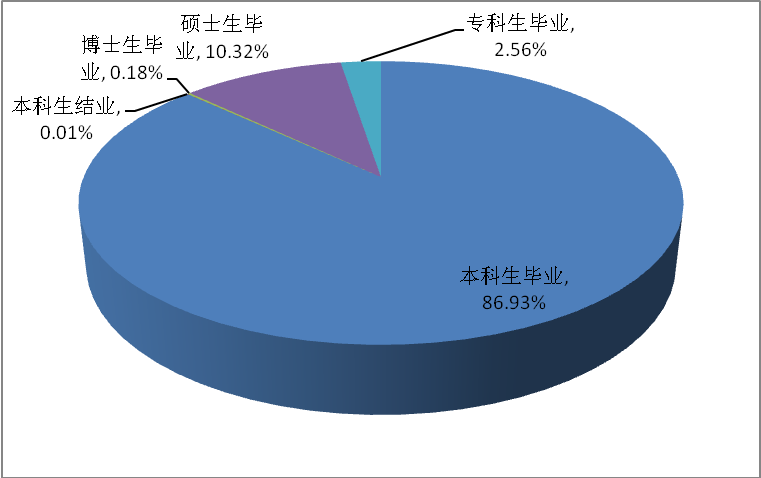 硕士生毕
业, 10.32%
专科生毕业,
2.56%
博士生毕
业, 0.18%
本科生结业,
0.01%
本科生毕业,
86.93%